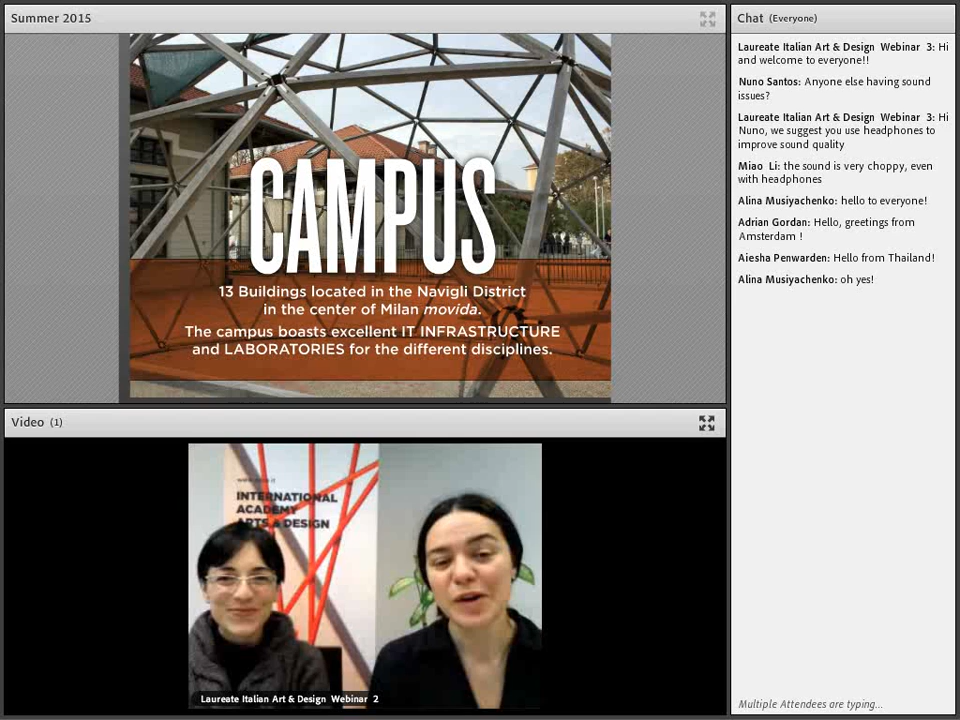 Summer 2015
CAMPUS
13 Buildings located in the Navigli District
in the center of Milan movida.
The campus boasts excellent IT INFRASTRUCTURE
and LABORATORIES for the different disciplines.
Video (1)
INTERNATIONAL
ACADEMY
ARTS & DESIGN
Laureate Italian Art & Design Webinar 2
Chat (Everyone)
Laureate Italian Art & Design Webinar 3: Hi
and welcome to everyone!!
Nuno Santos: Anyone else having sound
issues?
Laureate Italian Art & Design Webinar 3: Hi
Nuno, we suggest you use headphones to
improve sound quality
Miao Li: the sound is very choppy, even
with headphones
Alina Musiyachenko: hello to everyone!
Adrian Gordan: Hello, greetings from
Amsterdam !
Aiesha Penwarden: Hello from Thailand!
Alina Musiyachenko: oh yes!
Multiple Attendees are typing...